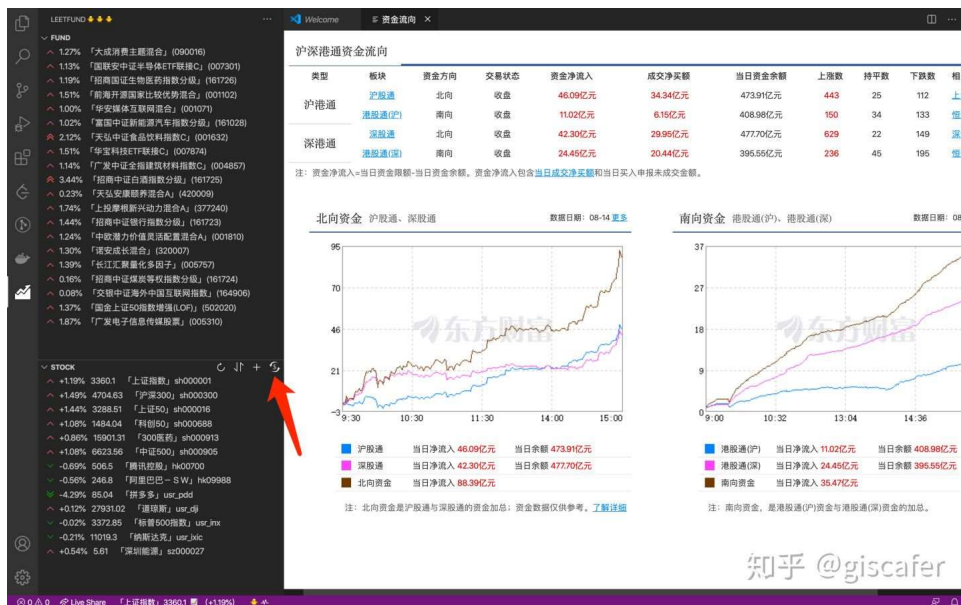 LEETFUND
Welcome
资金流向
FUND
1.27% 「大成消费主题混合」(090016)
1.13% 「国联安中证半导体ETF联接C」(007301)
1.19% 「招商国证生物医药指数分级」(161726)
1.51% 「前海开源国家比较优势混合」(001102)
1.00% 「华安媒体互联网混合」(001071)
1.02% 「富国中证新能源汽车指数分级」(161028)
2.12% 「天弘中证食品饮料指数C」(001632)
1.51% 「华宝科技ETF联接C」(007874)
1.14% 「广发中证全指建筑材料指数C」(004857)
3.44% 「招商中证白酒指数分级」(161725)
0.23% 「天弘安康颐养混合A」(420009)
1.74% 「上投摩根新兴动力混合A」(377240)
1.44% 「招商中证银行指数分级」(161723)
1.24% 「中欧潜力价值灵活配置混合A」(001810)
1.30% 「诺安成长混合」(320007)
1.39% 「长江汇聚量化多因子」(005757)
0.16% 「招商中证煤炭等权指数分级」(161724)
0.08% 「交银中证海外中国互联网指数」(164906)
1.37% 「国金上证50指数增强(LOF)」(502020)
1.87% 「广发电子信息传媒股票」(005310)
STOCK
+1.19% 3360.1 「上证指数」sh000001
+1.49% 4704.63 「沪深300」sh000300
+1.44% 3288.51 「上证50」sh000016
+1.08% 1484.04 「科创50」sh000688
+0.86% 15901.31 「300医药」sh000913
+1.08% 6623.56 「中证500」sh000905
-0.69% 506.5 「腾讯控股」hk00700
-0.56% 246.8 「阿里巴巴－ＳＷ」hk09988
-4.29% 85.04 「拼多多」usr_pdd
+0.12% 27931.02 「道琼斯」usr_dji
-0.02% 3372.85 「标普500指数」usr_inx
-0.21% 11019.3 「纳斯达克」usr_ixic
+0.54% 5.61 「深圳能源」sz000027
沪深港通资金流向
类型 板块 资金方向 交易状态 资金净流入 成交净买额 当日资金余额 上涨数 持平数 下跌数 相
沪港通
沪股通 北向 收盘 46.09亿元 34.34亿元 473.91亿元 443 25 112 上
港股通(沪) 南向 收盘 11.02亿元 6.15亿元 408.98亿元 150 34 133 恒
深港通
深股通 北向 收盘 42.30亿元 29.95亿元 477.70亿元 629 22 149 深
港股通(深) 南向 收盘 24.45亿元 20.44亿元 395.55亿元 236 45 195 恒
注：资金净流入=当日资金限额-当日资金余额。资金净流入包含当日成交净买额和当日买入申报未成交金额。
北向资金 沪股通、深股通 数据日期：08-14 更多
95
70
46
21
-3
9:30 10:30 11:30 14:00 15:00
东方财富
沪股通 当日净流入 46.09亿元 当日余额 473.91亿元
深股通 当日净流入 42.30亿元 当日余额 477.70亿元
北向资金 当日净流入 88.39亿元
注：北向资金是沪股通与深股通的资金加总；资金数据仅供参考。了解详细
南向资金 港股通(沪)、港股通(深) 数据日期：08
37
27
18
9
0
9:00 10:32 13:04 14:36
东方财富
港股通(沪) 当日净流入 11.02亿元 当日余额 408.98亿元
港股通(深) 当日净流入 24.45亿元 当日余额 395.55亿元
南向资金 当日净流入 35.47亿元
注：南向资金，是港股通(沪)资金与港股通(深)资金的加总。
知乎 @giscafer
0 0 Live Share 「上证指数」3360.1 (+1.19%)